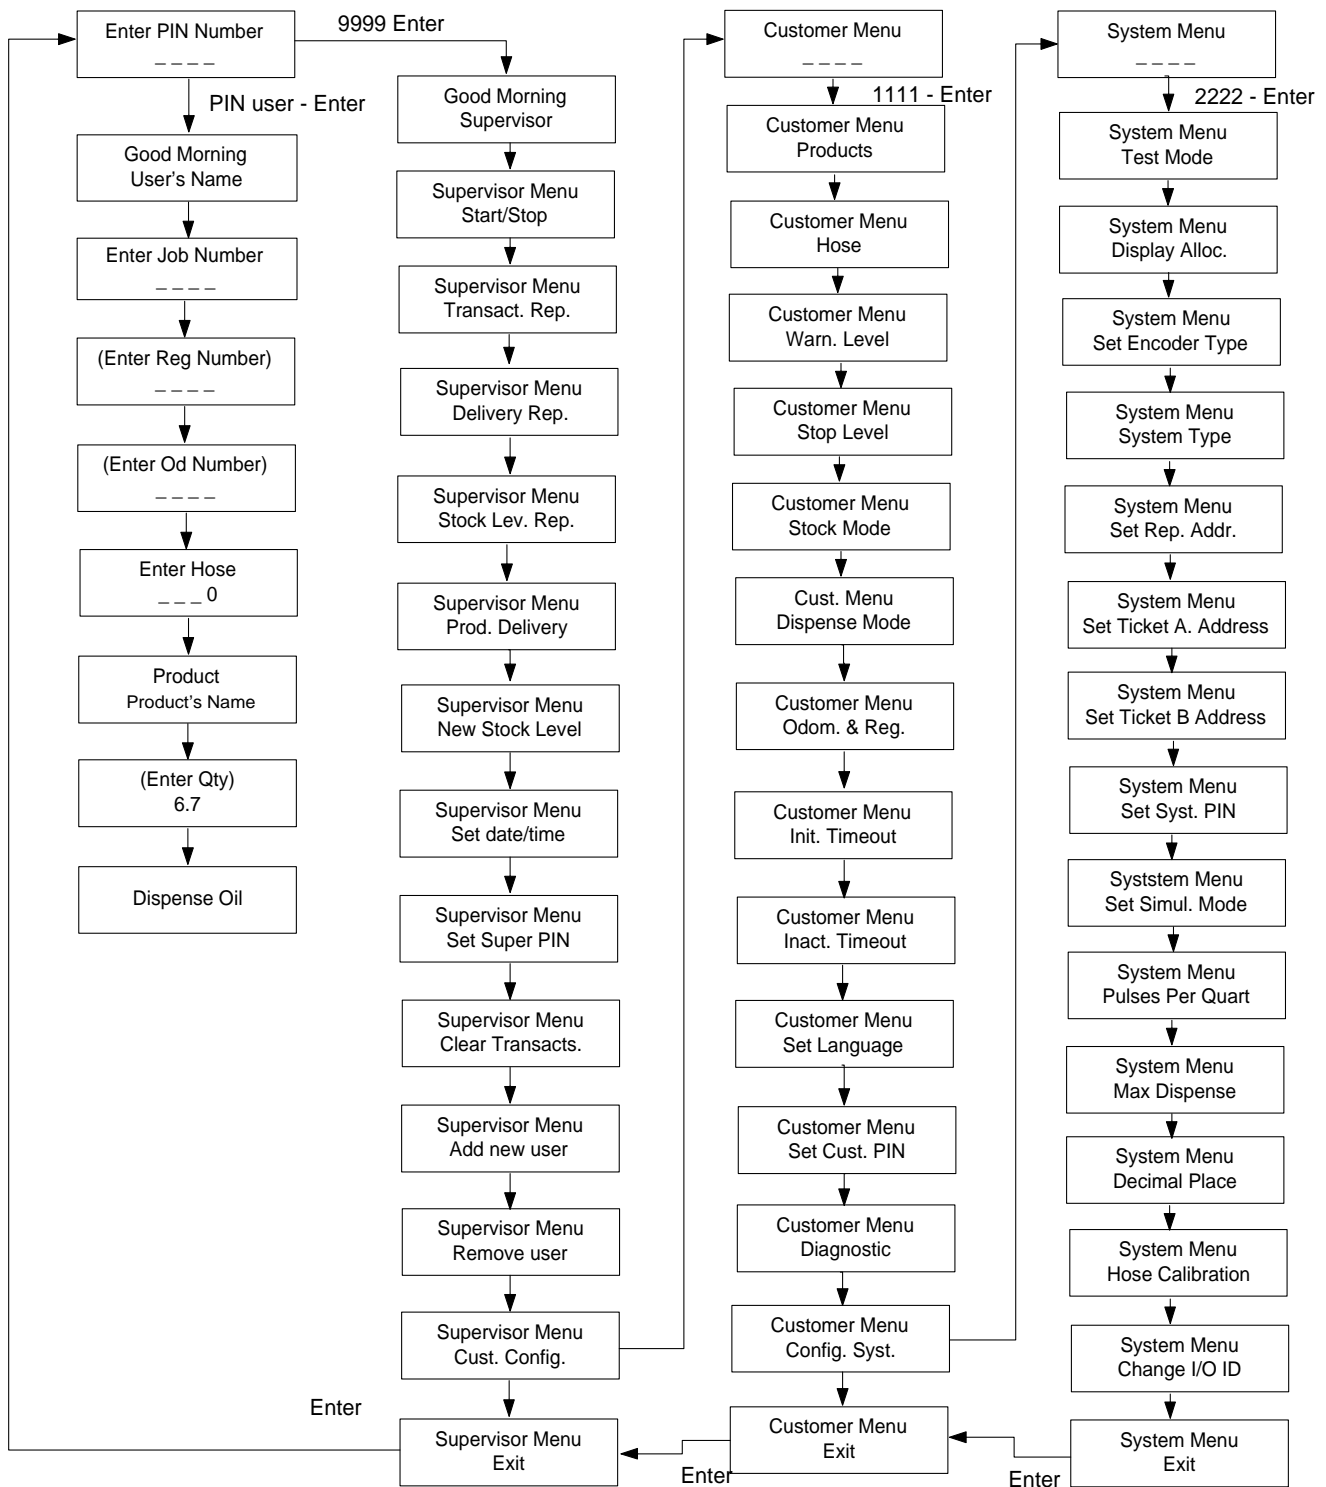 Enter PIN Number
_ _ _ _
9999 Enter
PIN user - Enter
Good Morning
User's Name
Enter Job Number
_ _ _ _
(Enter Reg Number)
_ _ _ _
(Enter Od Number)
_ _ _ _
Enter Hose
_ _ _ 0
Product
Product's Name
(Enter Qty)
6.7
Dispense Oil
Good Morning
Supervisor
Supervisor Menu
Start/Stop
Supervisor Menu
Transact. Rep.
Supervisor Menu
Delivery Rep.
Supervisor Menu
Stock Lev. Rep.
Supervisor Menu
Prod. Delivery
Supervisor Menu
New Stock Level
Supervisor Menu
Set date/time
Supervisor Menu
Set Super PIN
Supervisor Menu
Clear Transacts.
Supervisor Menu
Add new user
Supervisor Menu
Remove user
Supervisor Menu
Cust. Config.
Enter
Supervisor Menu
Exit
Customer Menu
_ _ _ _
1111 - Enter
Customer Menu
Products
Customer Menu
Hose
Customer Menu
Warn. Level
Customer Menu
Stop Level
Customer Menu
Stock Mode
Cust. Menu
Dispense Mode
Customer Menu
Odom. & Reg.
Customer Menu
Init. Timeout
Customer Menu
Inact. Timeout
Customer Menu
Set Language
Customer Menu
Set Cust. PIN
Customer Menu
Diagnostic
Customer Menu
Config. Syst.
Customer Menu
Exit
Enter
System Menu
_ _ _ _
2222 - Enter
System Menu
Test Mode
System Menu
Display Alloc.
System Menu
Set Encoder Type
System Menu
System Type
System Menu
Set Rep. Addr.
System Menu
Set Ticket A. Address
System Menu
Set Ticket B Address
System Menu
Set Syst. PIN
Syststem Menu
Set Simul. Mode
System Menu
Pulses Per Quart
System Menu
Max Dispense
System Menu
Decimal Place
System Menu
Hose Calibration
System Menu
Change I/O ID
System Menu
Exit
Enter